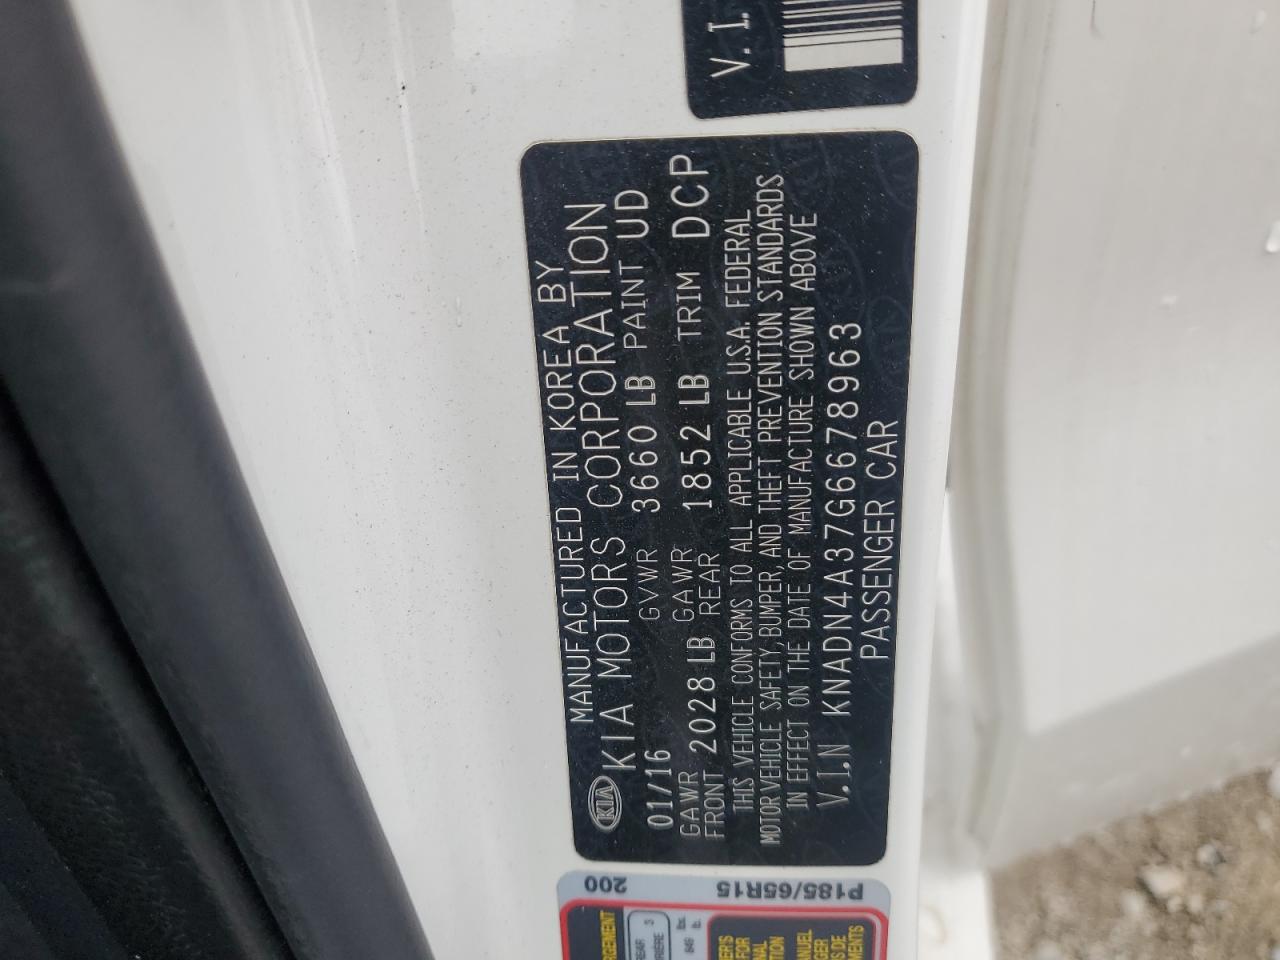 V. I.
MANUFACTURED IN KOREA BY
KIA KIA MOTORS CORPORATION
01/16 GVWR 3660 LB PAINT UD
GAWR FRONT 2028 LB GAWR REAR 1852 LB TRIM DCP
THIS VEHICLE CONFORMS TO ALL APPLICABLE U.S.A. FEDERAL
MOTOR VEHICLE SAFETY, BUMPER, AND THEFT PREVENTION STANDARDS
IN EFFECT ON THE DATE OF MANUFACTURE SHOWN ABOVE
V.I.N KNADN4A37G6678963
PASSENGER CAR
200
P185/65R15